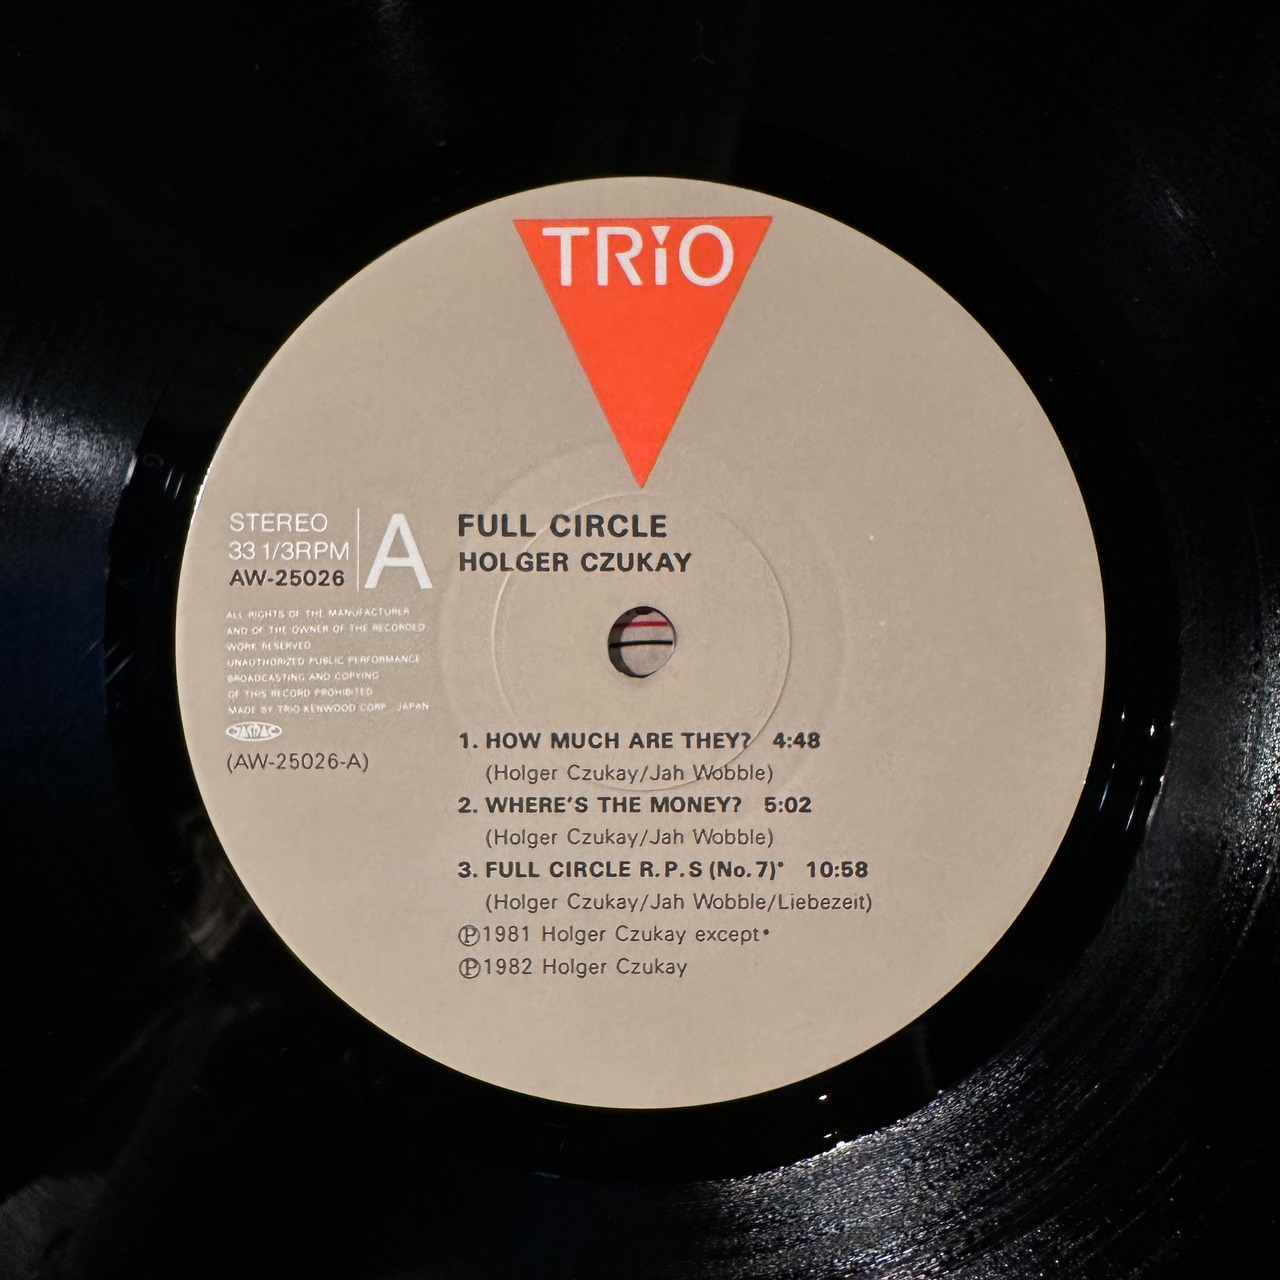 TRiO
STEREO
33 1/3RPM
AW-25026
A
FULL CIRCLE
HOLGER CZUKAY
ALL RIGHTS OF THE MANUFACTURER
AND OF THE OWNER OF THE RECORDED
WORK RESERVED
UNAUTHORIZED PUBLIC PERFORMANCE
BROADCASTING AND COPYING
OF THIS RECORD PROHIBITED
MADE BY TRIO-KENWOOD CORP. JAPAN
JASRAC
(AW-25026-A)
1. HOW MUCH ARE THEY? 4:48
(Holger Czukay/Jah Wobble)
2. WHERE'S THE MONEY? 5:02
(Holger Czukay/Jah Wobble)
3. FULL CIRCLE R.P.S (No.7)* 10:58
(Holger Czukay/Jah Wobble/Liebezeit)
℗1981 Holger Czukay except*
℗1982 Holger Czukay